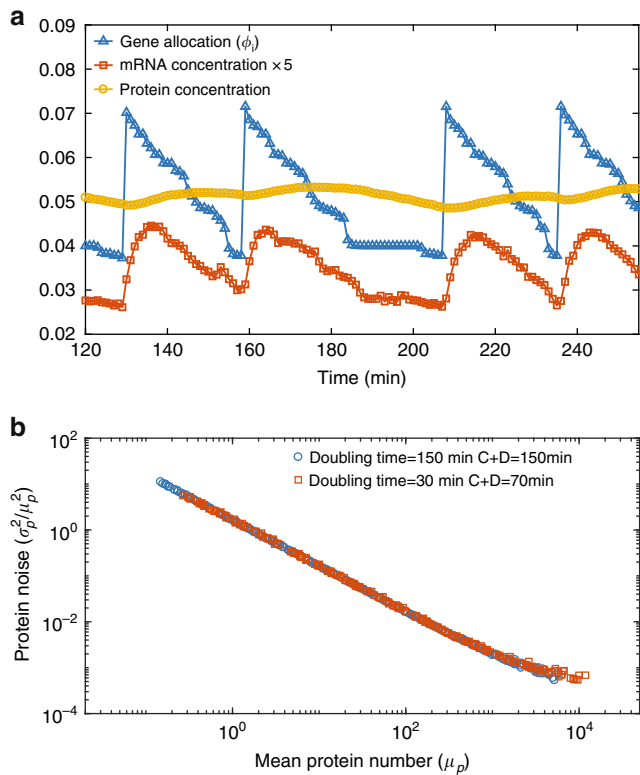 a
0.09
0.08
0.07
0.06
0.05
0.04
0.03
0.02
Gene allocation (ϕi)
mRNA concentration ×5
Protein concentration
120 140 160 180 200 220 240
Time (min)
b
Protein noise (σp²/μp²)
10²
10⁰
10⁻²
10⁻⁴
Doubling time=150 min C+D=150min
Doubling time=30 min C+D=70min
10⁰ 10² 10⁴
Mean protein number (μp)